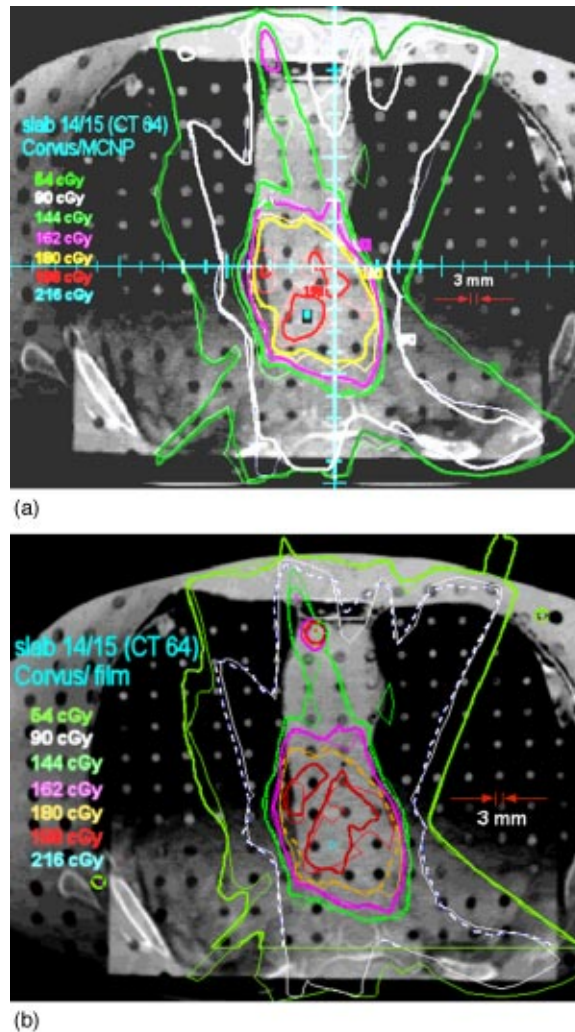 slab 14/15 (CT 64)
Corvus/MCNP
54 cGy
90 cGy
144 cGy
162 cGy
180 cGy
198 cGy
216 cGy
3 mm
(a)
slab 14/15 (CT 64)
Corvus/ film
54 cGy
90 cGy
144 cGy
162 cGy
180 cGy
198 cGy
216 cGy
3 mm
(b)